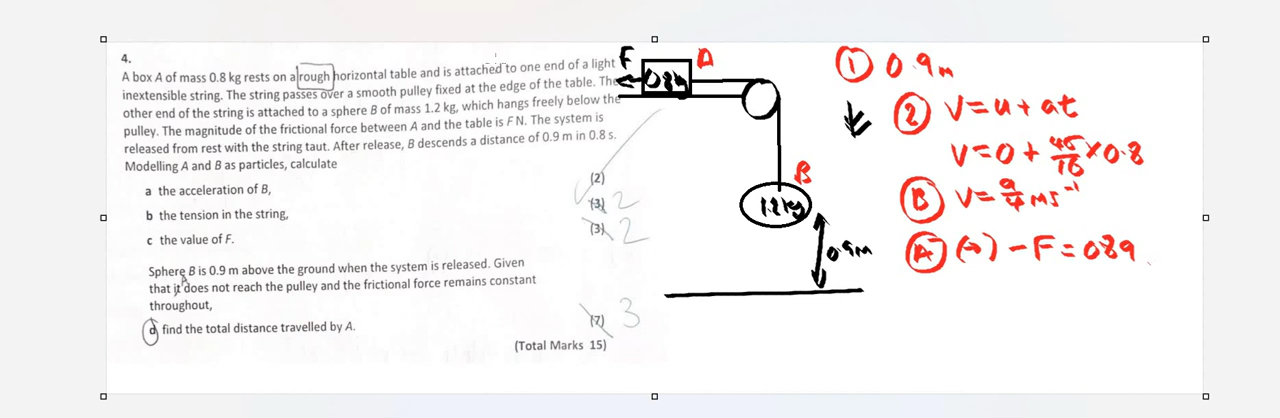 4.
A box A of mass 0.8 kg rests on a rough horizontal table and is attached to one end of a light
inextensible string. The string passes over a smooth pulley fixed at the edge of the table. The
other end of the string is attached to a sphere B of mass 1.2 kg, which hangs freely below the
pulley. The magnitude of the frictional force between A and the table is F N. The system is
released from rest with the string taut. After release, B descends a distance of 0.9 m in 0.8 s.
Modelling A and B as particles, calculate
a the acceleration of B, (2)
b the tension in the string, (3) 2
c the value of F. (3) 2
Sphere B is 0.9 m above the ground when the system is released. Given
that it does not reach the pulley and the frictional force remains constant
throughout,
d find the total distance travelled by A. (7) 3
(Total Marks 15)
F
0.8kg
A
B
1.2kg
0.9m
① 0.9m
② V=u+at
V=0+45/16×0.8
Ⓑ V=9/4 ms⁻¹
Ⓐ (→) -F=0.8a